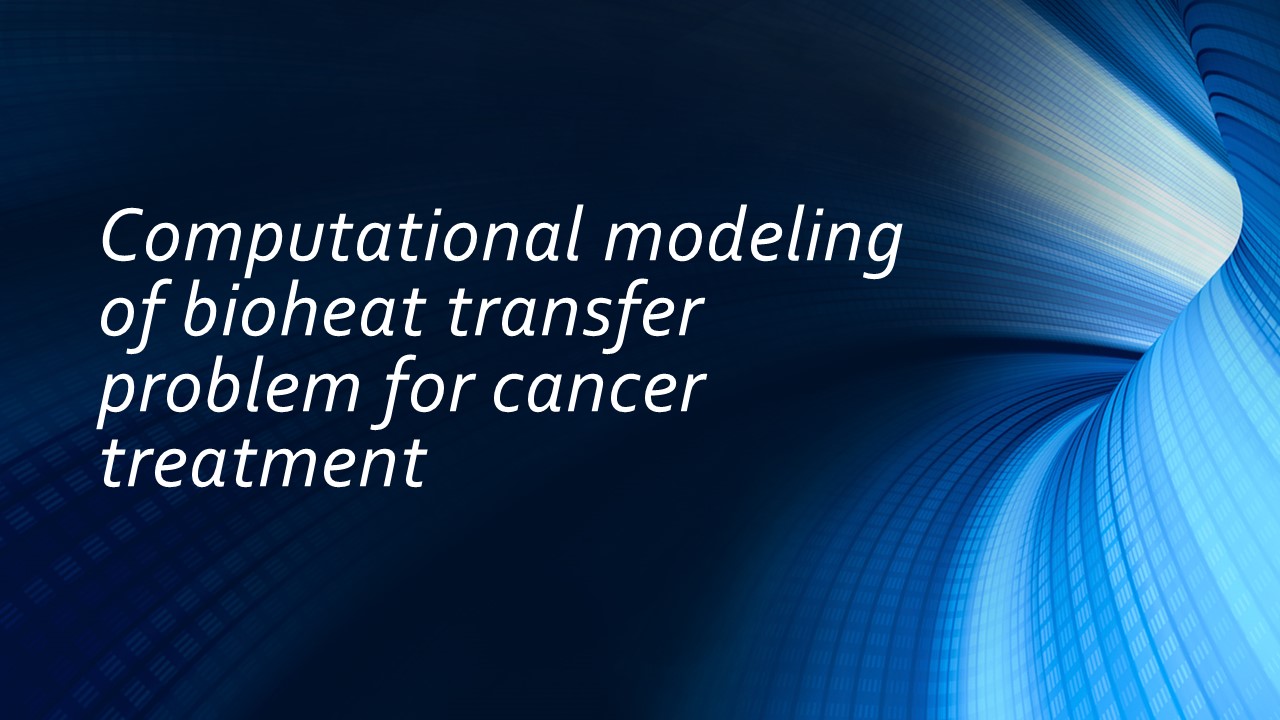 Computational modeling
of bioheat transfer
problem for cancer
treatment